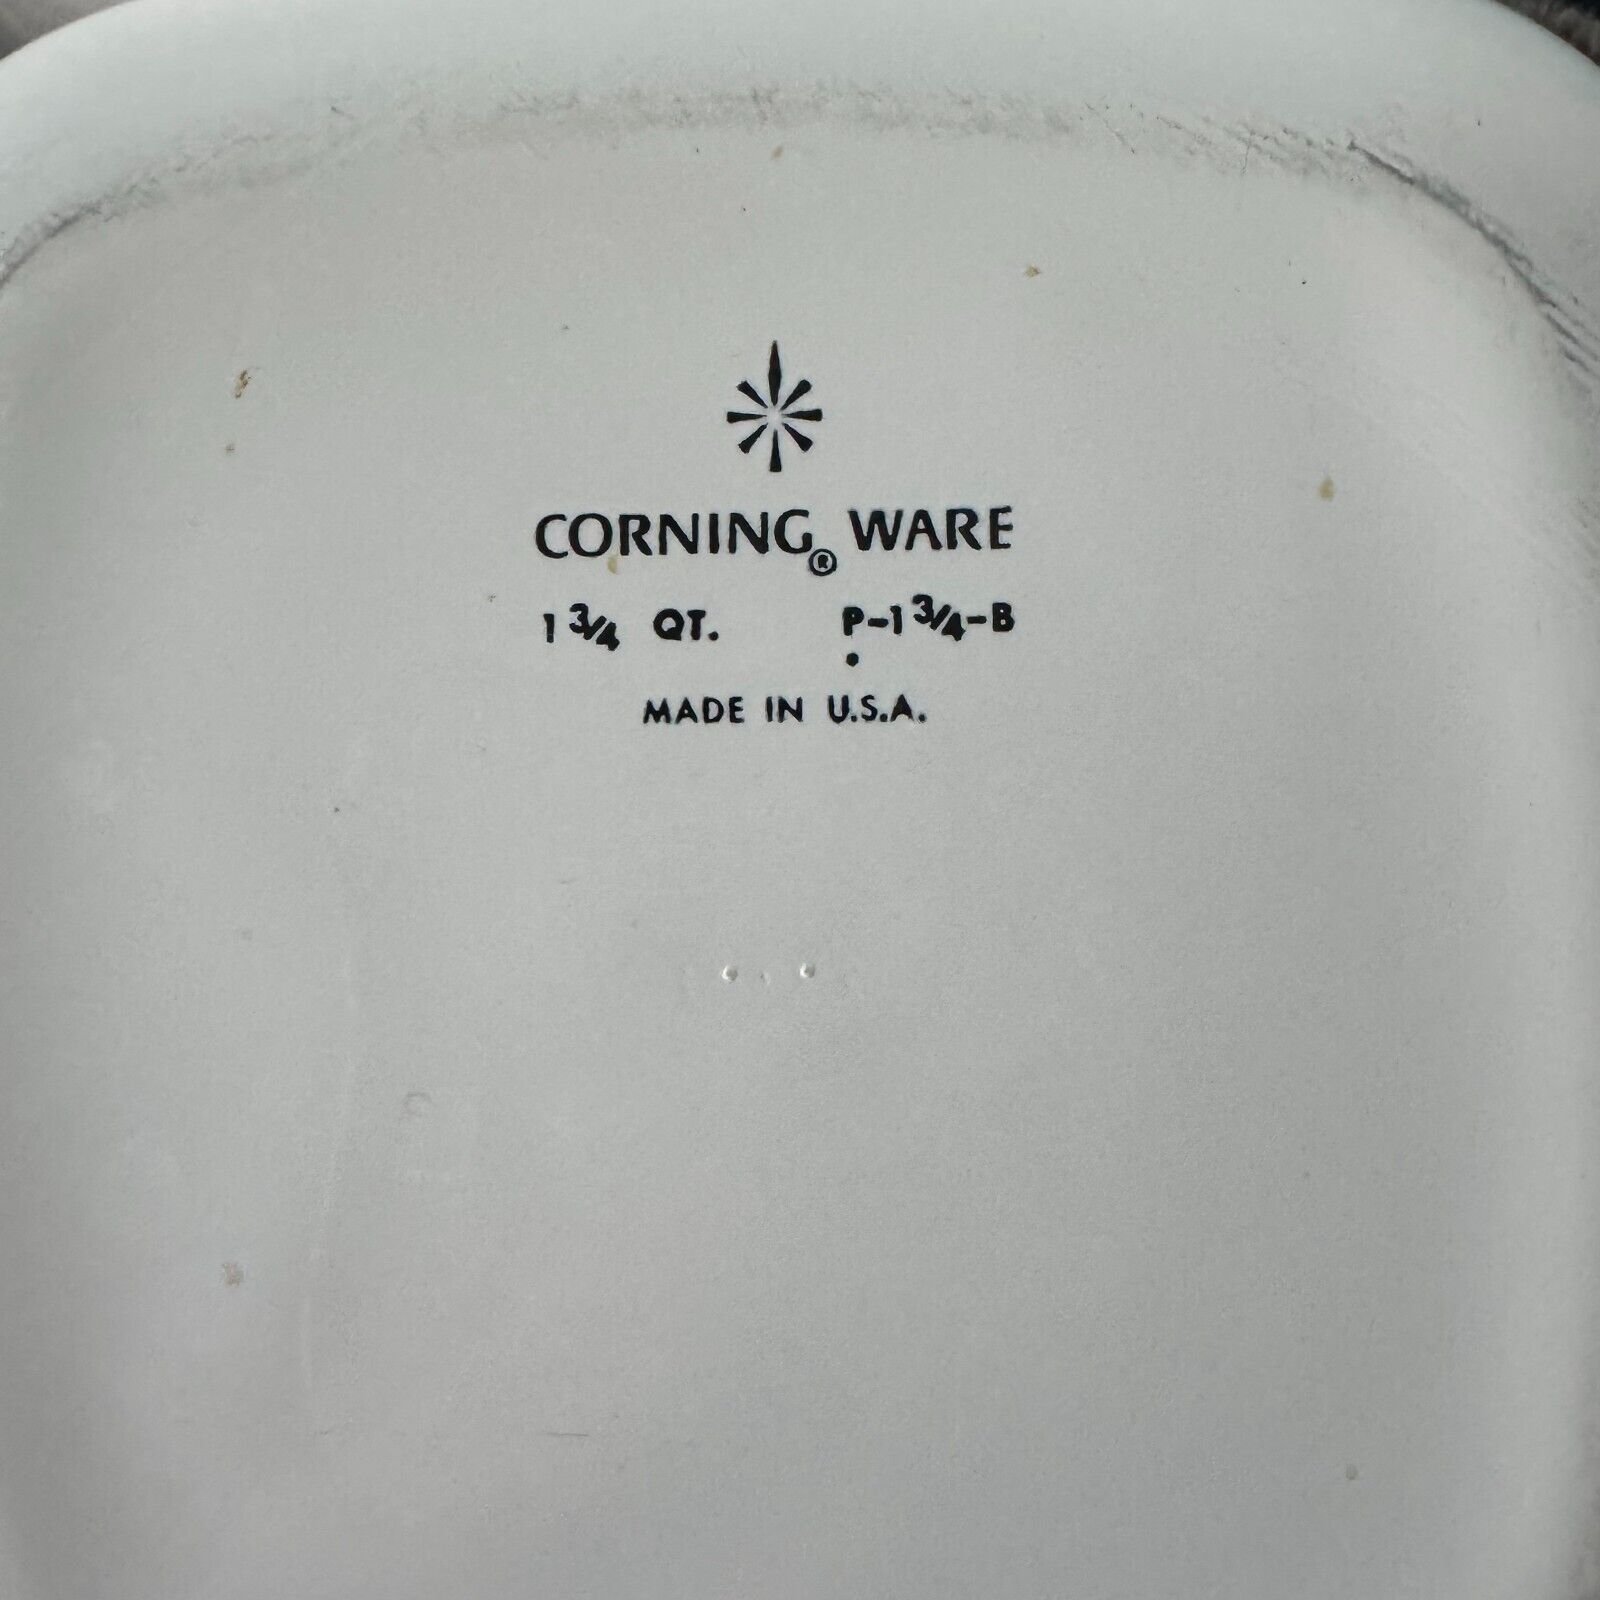 CORNING® WARE
1 3/4 QT. P-1 3/4-B
MADE IN U.S.A.